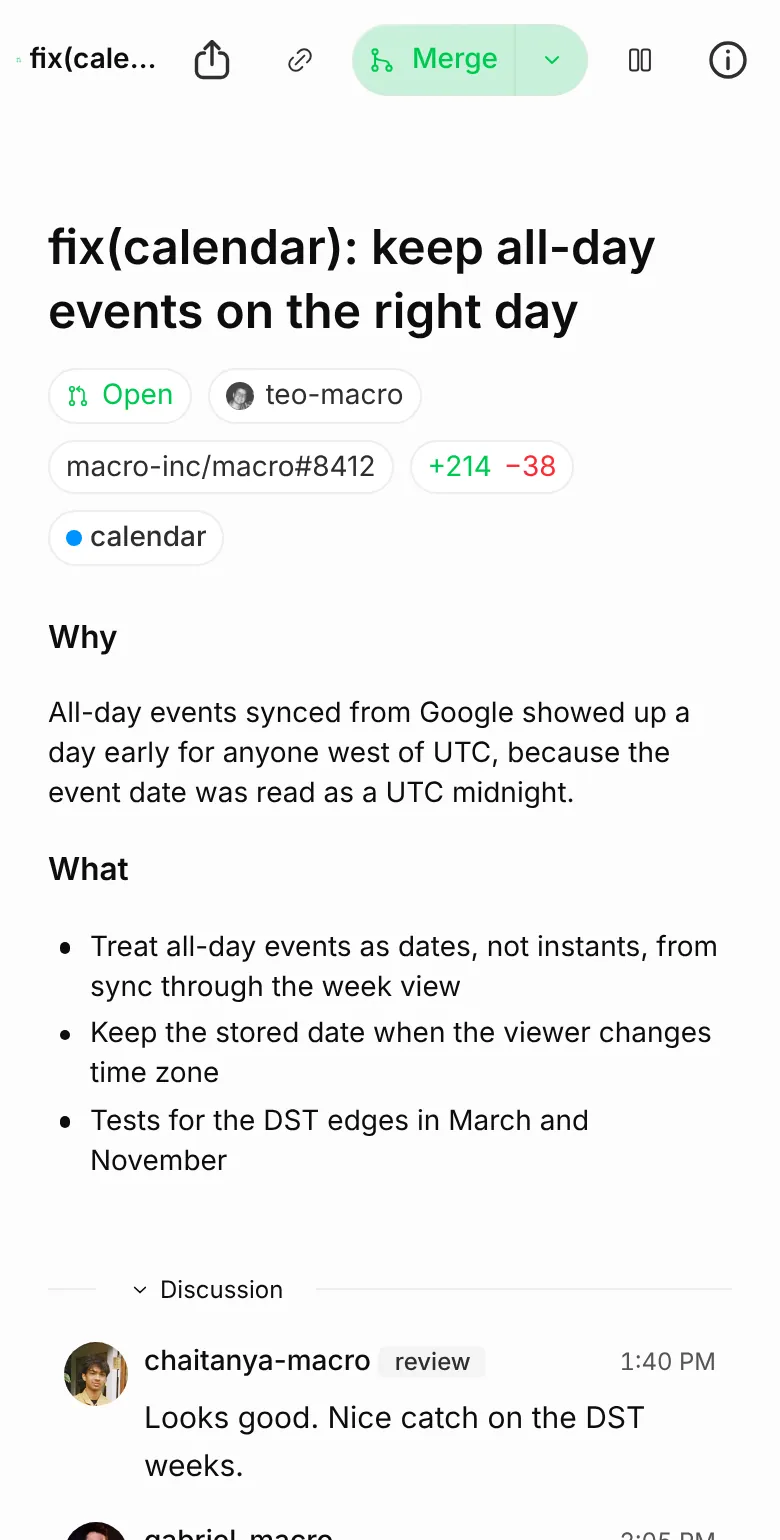 fix(cale...
Merge
fix(calendar): keep all-day
events on the right day
Open
teo-macro
macro-inc/macro#8412
+214 −38
calendar
Why
All-day events synced from Google showed up a
day early for anyone west of UTC, because the
event date was read as a UTC midnight.
What
Treat all-day events as dates, not instants, from
sync through the week view
Keep the stored date when the viewer changes
time zone
Tests for the DST edges in March and
November
Discussion
chaitanya-macro review 1:40 PM
Looks good. Nice catch on the DST
weeks.
gabriel-macro 2:05 PM